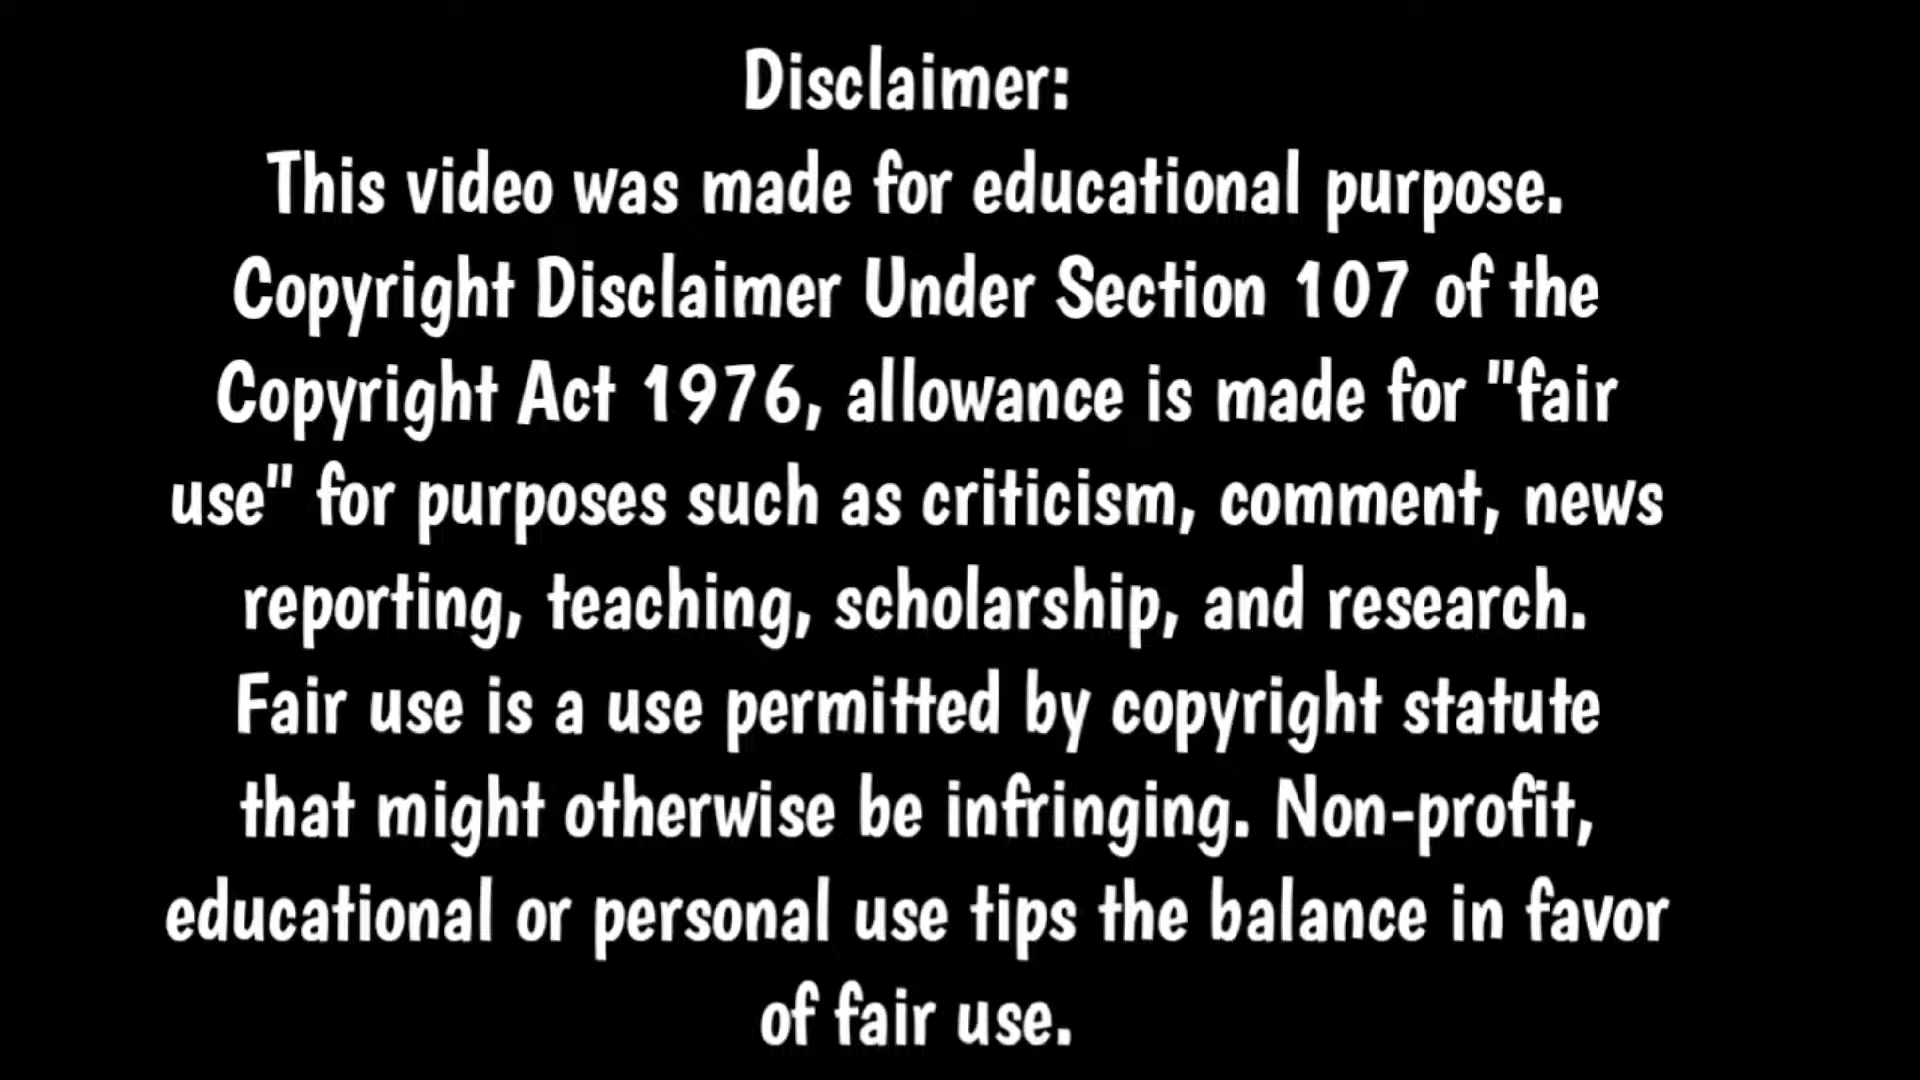 Disclaimer:
This video was made for educational purpose.
Copyright Disclaimer Under Section 107 of the
Copyright Act 1976, allowance is made for "fair
use" for purposes such as criticism, comment, news
reporting, teaching, scholarship, and research.
Fair use is a use permitted by copyright statute
that might otherwise be infringing. Non-profit,
educational or personal use tips the balance in favor
of fair use.